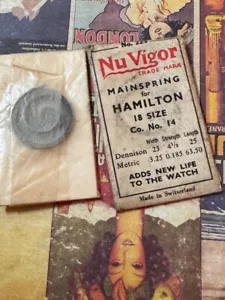 Nu Vigor
TRADE MARK
MAINSPRING
for
HAMILTON
18 SIZE
Co. No. 14
Width Strength Length
Dennison 23 4½ 25
Metric 3.25 0.185 63.50
ADDS NEW LIFE
TO THE WATCH
Made in Switzerland
LONDON